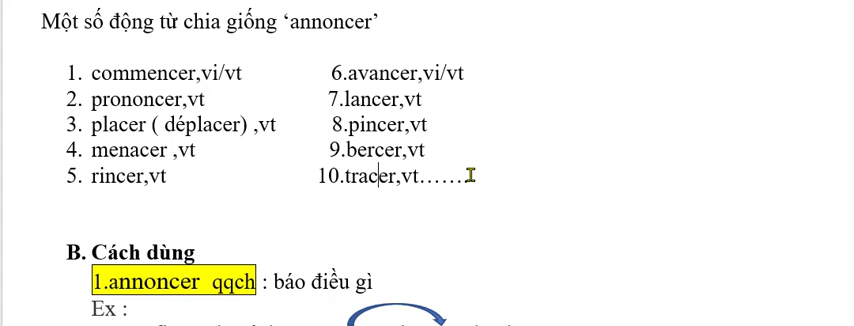 Một số động từ chia giống ‘annoncer’
1. commencer,vi/vt 6.avancer,vi/vt
2. prononcer,vt 7.lancer,vt
3. placer ( déplacer) ,vt 8.pincer,vt
4. menacer ,vt 9.bercer,vt
5. rincer,vt 10.tracer,vt……
B. Cách dùng
1.annoncer qqch : báo điều gì
Ex :